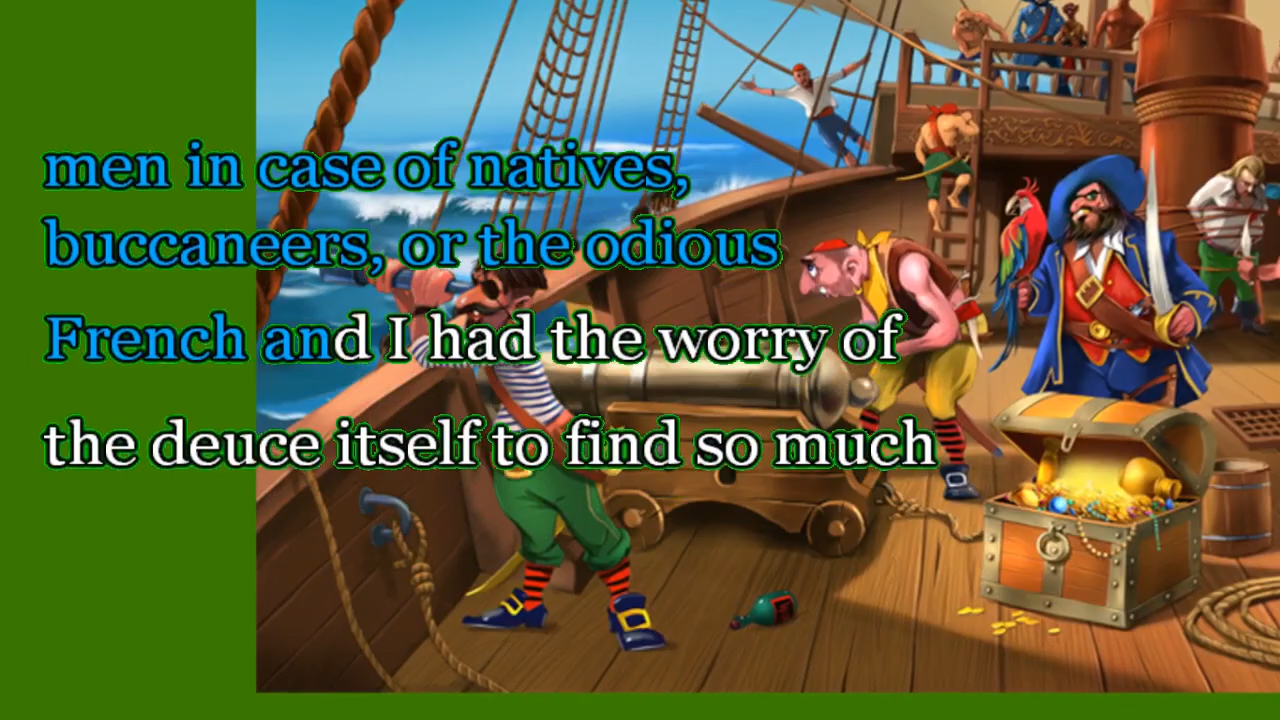 men in case of natives,
buccaneers, or the odious
French and I had the worry of
the deuce itself to find so much